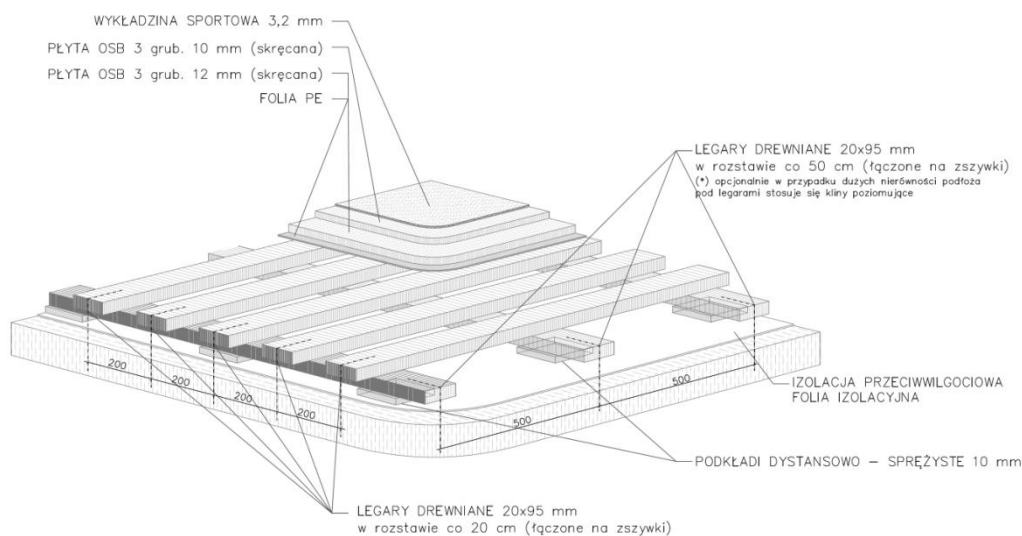 WYKŁADZINA SPORTOWA 3,2 mm
PŁYTA OSB 3 grub. 10 mm (skręcana)
PŁYTA OSB 3 grub. 12 mm (skręcana)
FOLIA PE
LEGARY DREWNIANE 20x95 mm
w rozstawie co 50 cm (łączone na zszywki)
(*) opcjonalnie w przypadku dużych nierówności podłoża
pod legarami stosuje się kliny poziomujące
200
200
200
200
500
500
IZOLACJA PRZECIWWILGOCIOWA
FOLIA IZOLACYJNA
PODKŁADI DYSTANSOWO – SPRĘŻYSTE 10 mm
LEGARY DREWNIANE 20x95 mm
w rozstawie co 20 cm (łączone na zszywki)